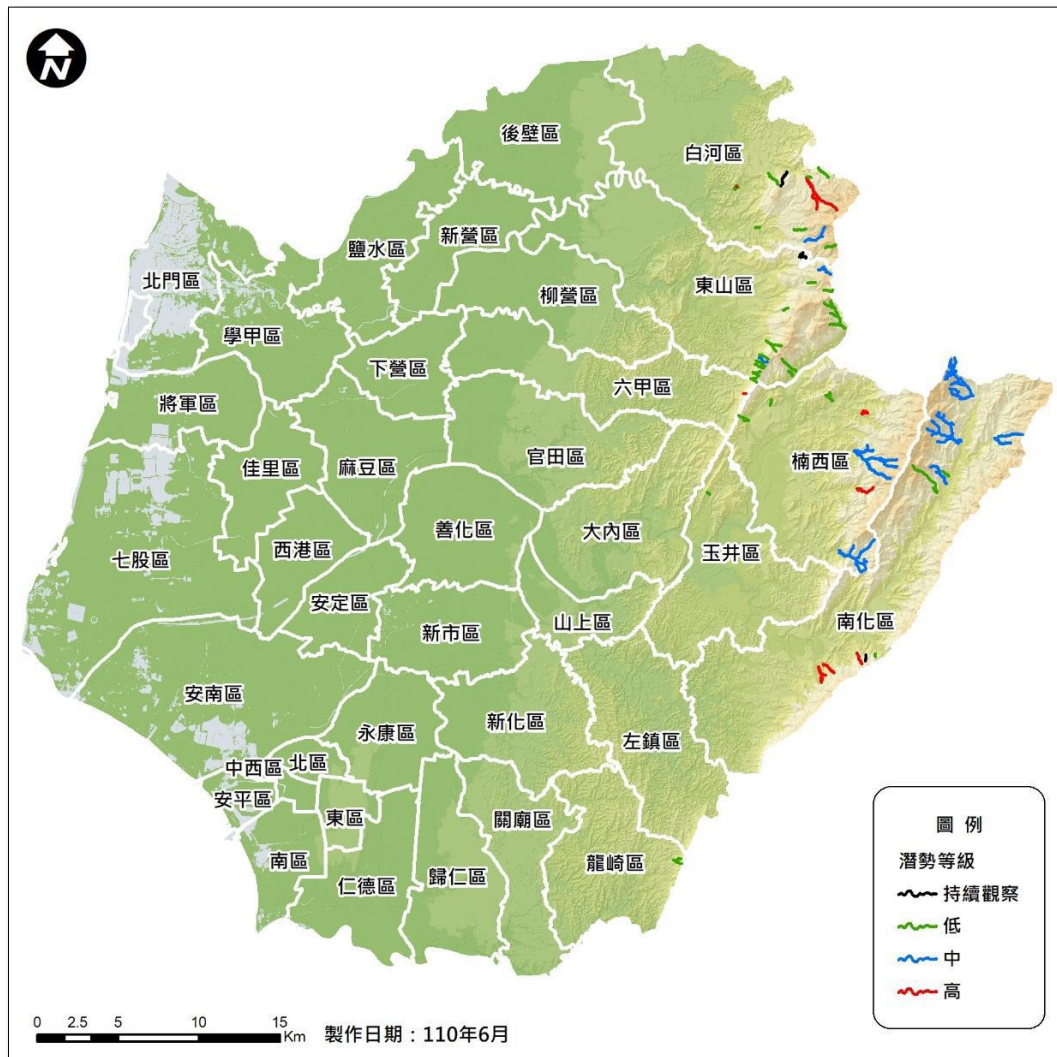 N
後壁區
白河區
新營區
鹽水區
北門區
東山區
柳營區
學甲區
下營區
六甲區
將軍區
官田區
楠西區
佳里區
麻豆區
善化區
大內區
西港區
七股區
玉井區
安定區
山上區
南化區
新市區
安南區
新化區
永康區
左鎮區
北區
中西區
安平區
東區
關廟區
南區
龍崎區
歸仁區
仁德區
圖 例
潛勢等級
持續觀察
低
中
高
0 2.5 5 10 15
Km
製作日期：110年6月